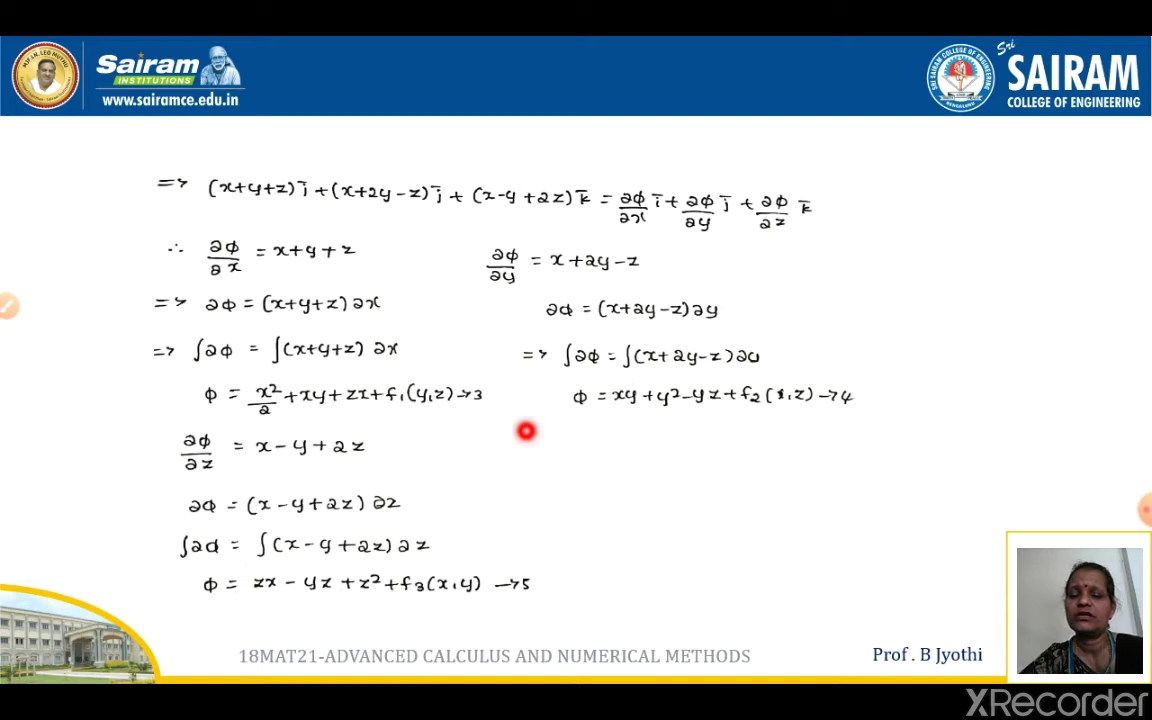 Sairam
INSTITUTIONS
www.sairamce.edu.in
Sri
SAIRAM
COLLEGE OF ENGINEERING
=> (x+y+z)i̅ + (x+2y-z)j̅ + (x-y+2z)k̅ = ∂ϕ/∂x i̅ + ∂ϕ/∂y j̅ + ∂ϕ/∂z k̅
∴ ∂ϕ/∂x = x+y+z ∂ϕ/∂y = x+2y-z
=> ∂ϕ = (x+y+z)∂x ∂ϕ = (x+2y-z)∂y
=> ∫∂ϕ = ∫(x+y+z)∂x => ∫∂ϕ = ∫(x+2y-z)∂y
ϕ = x²/2 + xy + zx + f₁(y,z) → 3 ϕ = xy + y² - yz + f₂(x,z) → 4
∂ϕ/∂z = x-y+2z
∂ϕ = (x-y+2z)∂z
∫∂ϕ = ∫(x-y+2z)∂z
ϕ = zx - yz + z² + f₃(x,y) → 5
18MAT21-ADVANCED CALCULUS AND NUMERICAL METHODS
Prof . B Jyothi
XRecorder